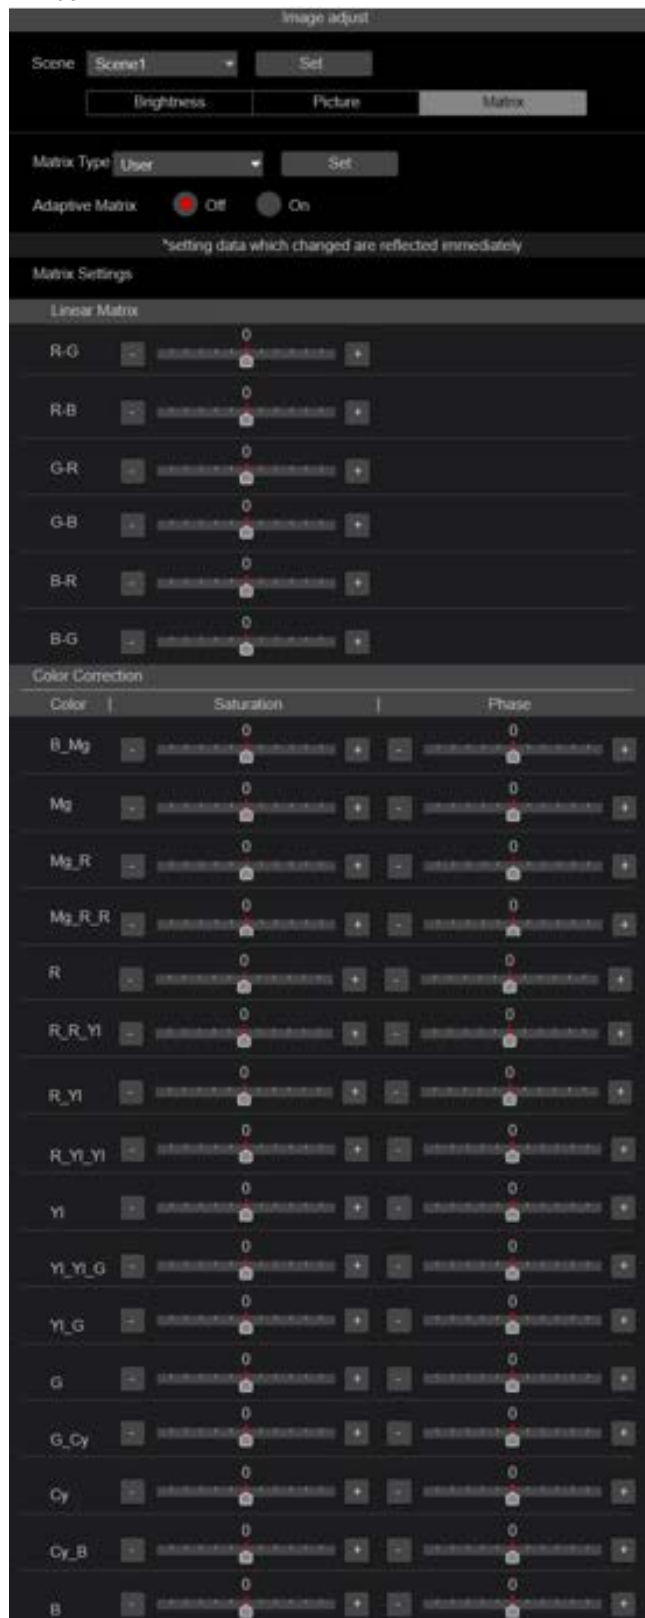 Image adjust
Scene Scene1 Set
Brightness Picture Matrix
Matrix Type User Set
Adaptive Matrix Off On
*setting data which changed are reflected immediately
Matrix Settings
Linear Matrix
0
R-G - +
0
R-B - +
0
G-R - +
0
G-B - +
0
B-R - +
0
B-G - +
Color Correction
Color | Saturation | Phase
0 0
B_Mg - + - +
0 0
Mg - + - +
0 0
Mg_R - + - +
0 0
Mg_R_R - + - +
0 0
R - + - +
0 0
R_R_Yl - + - +
0 0
R_Yl - + - +
0 0
R_Yl_Yl - + - +
0 0
Yl - + - +
0 0
Yl_Yl_G - + - +
0 0
Yl_G - + - +
0 0
G - + - +
0 0
G_Cy - + - +
0 0
Cy - + - +
0 0
Cy_B - + - +
0 0
B - + - +